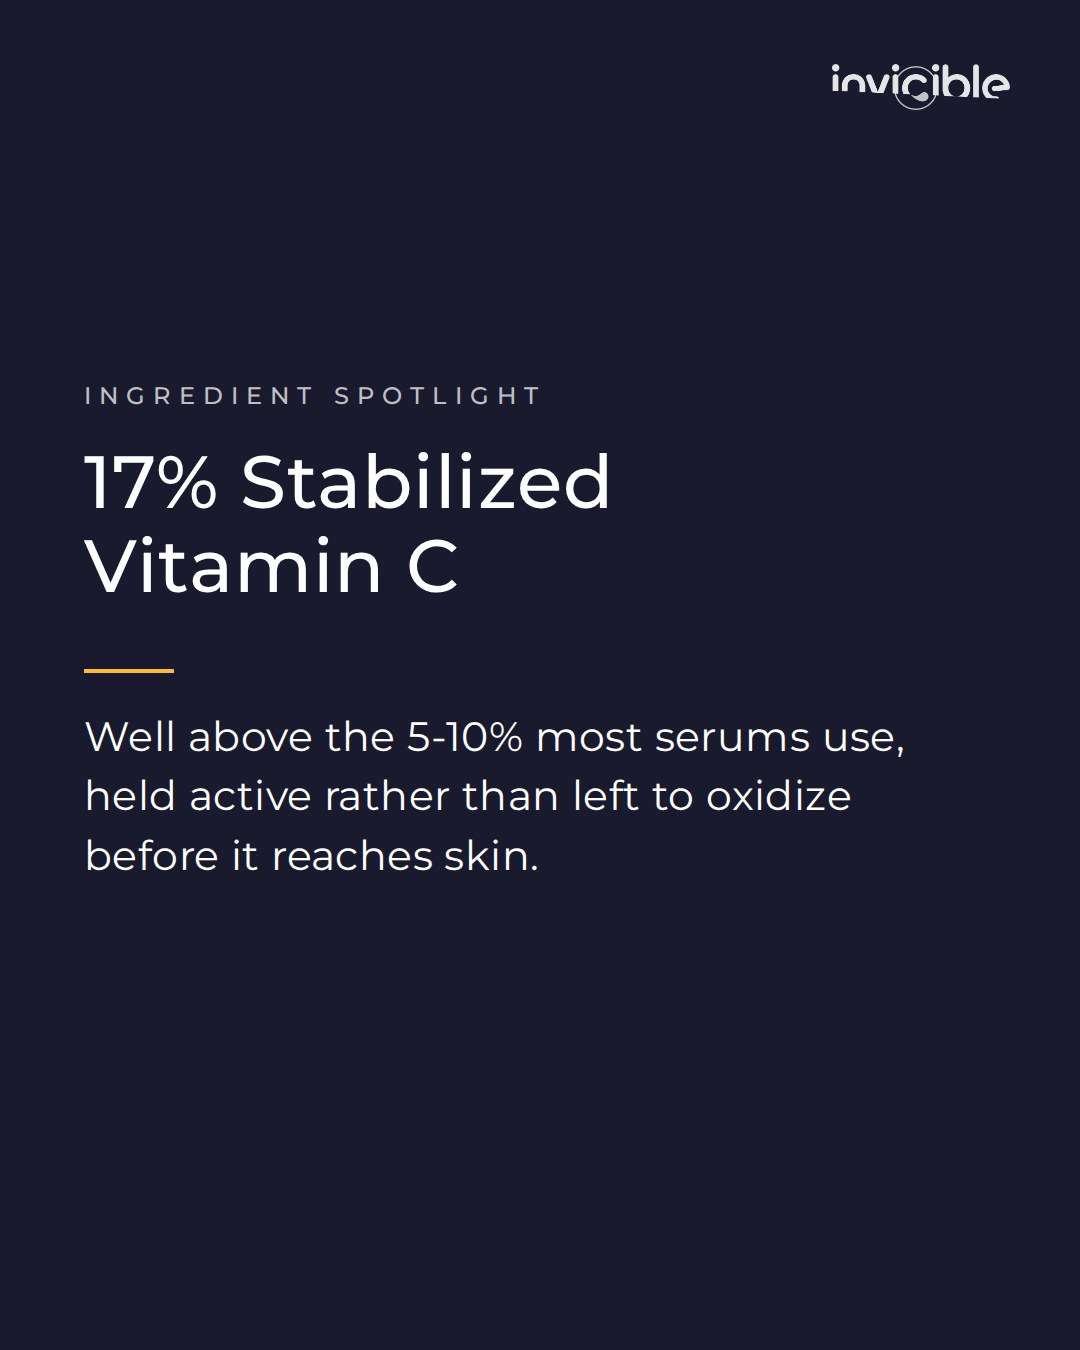 invicible
INGREDIENT SPOTLIGHT
17% Stabilized
Vitamin C
Well above the 5-10% most serums use,
held active rather than left to oxidize
before it reaches skin.